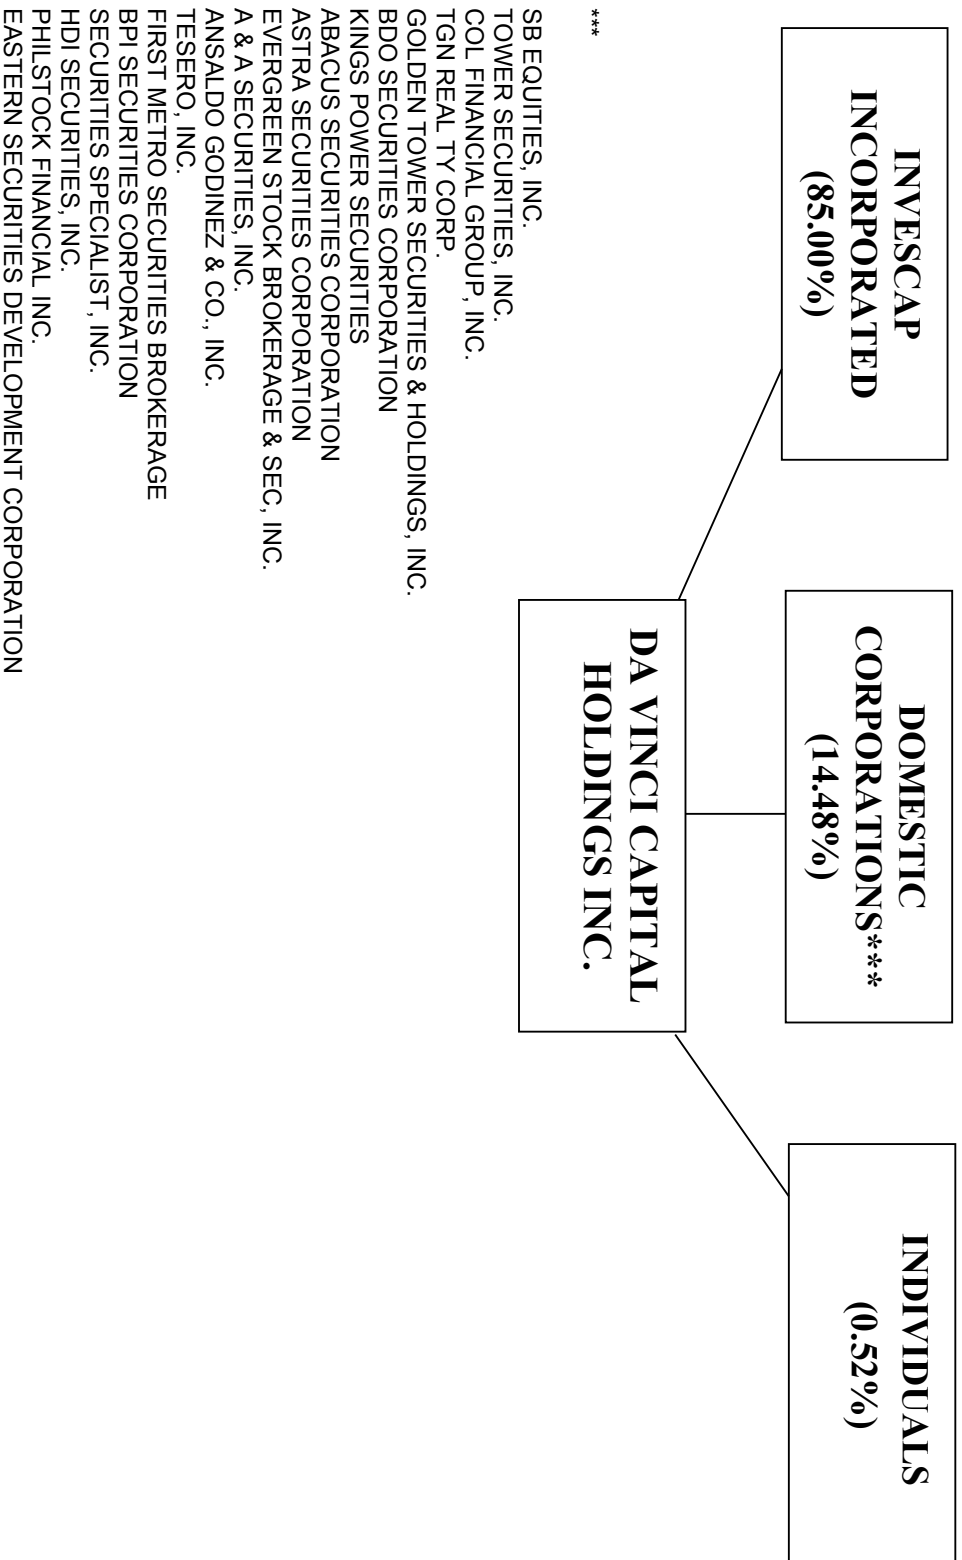 INVESCAP
INCORPORATED
(85.00%)
DOMESTIC
CORPORATIONS***
(14.48%)
INDIVIDUALS
(0.52%)
DA VINCI CAPITAL
HOLDINGS INC.
***
SB EQUITIES, INC.
TOWER SECURITIES, INC.
COL FINANCIAL GROUP, INC.
TGN REAL TY CORP.
GOLDEN TOWER SECURITIES & HOLDINGS, INC.
BDO SECURITIES CORPORATION
KINGS POWER SECURITIES
ABACUS SECURITIES CORPORATION
ASTRA SECURITIES CORPORATION
EVERGREEN STOCK BROKERAGE & SEC, INC.
A & A SECURITIES, INC.
ANSALDO GODINEZ & CO., INC.
TESERO, INC.
FIRST METRO SECURITIES BROKERAGE
BPI SECURITIES CORPORATION
SECURITIES SPECIALIST, INC.
HDI SECURITIES, INC.
PHILSTOCK FINANCIAL INC.
EASTERN SECURITIES DEVELOPMENT CORPORATION